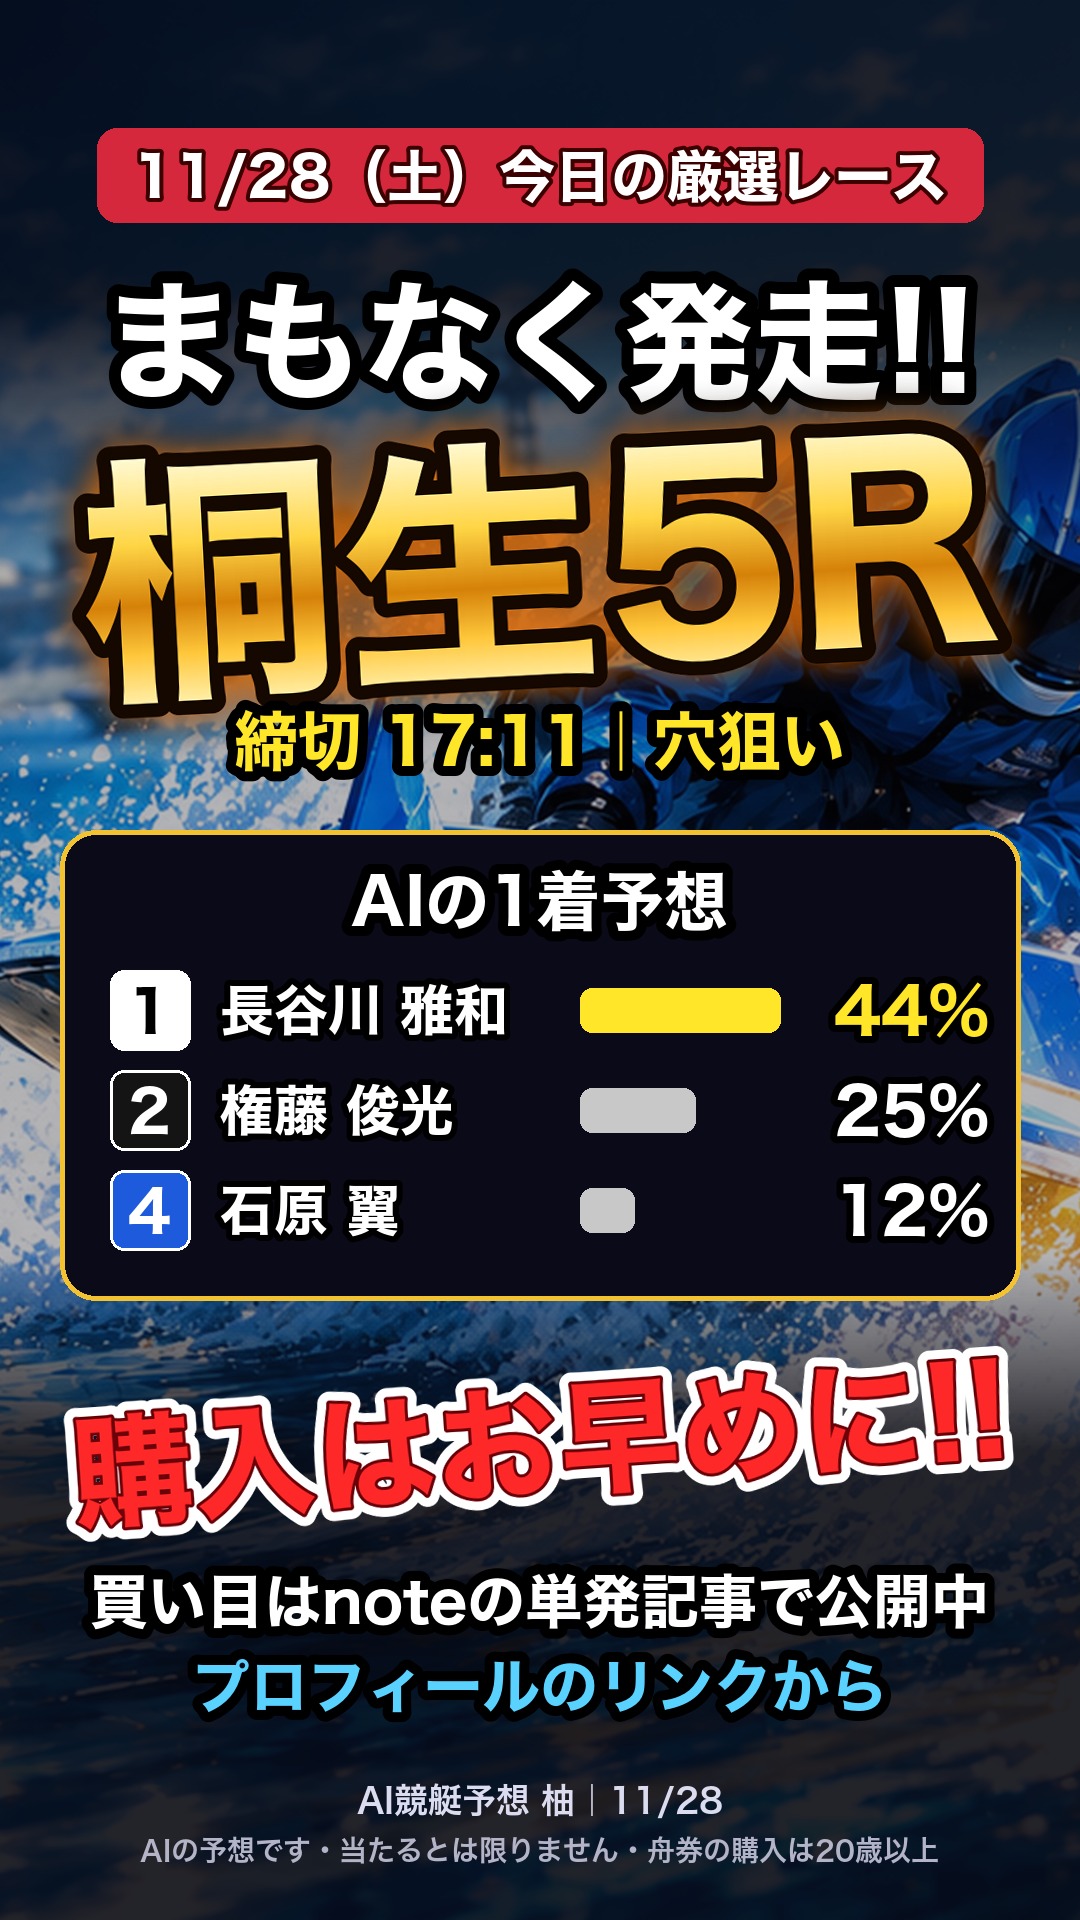 11/28（土）今日の厳選レース
まもなく発走!!
桐生5R
締切 17:11｜穴狙い
AIの1着予想
1 長谷川 雅和 44%
2 権藤 俊光 25%
4 石原 翼 12%
購入はお早めに!!
買い目はnoteの単発記事で公開中
プロフィールのリンクから
AI競艇予想 柚｜11/28
AIの予想です・当たるとは限りません・舟券の購入は20歳以上